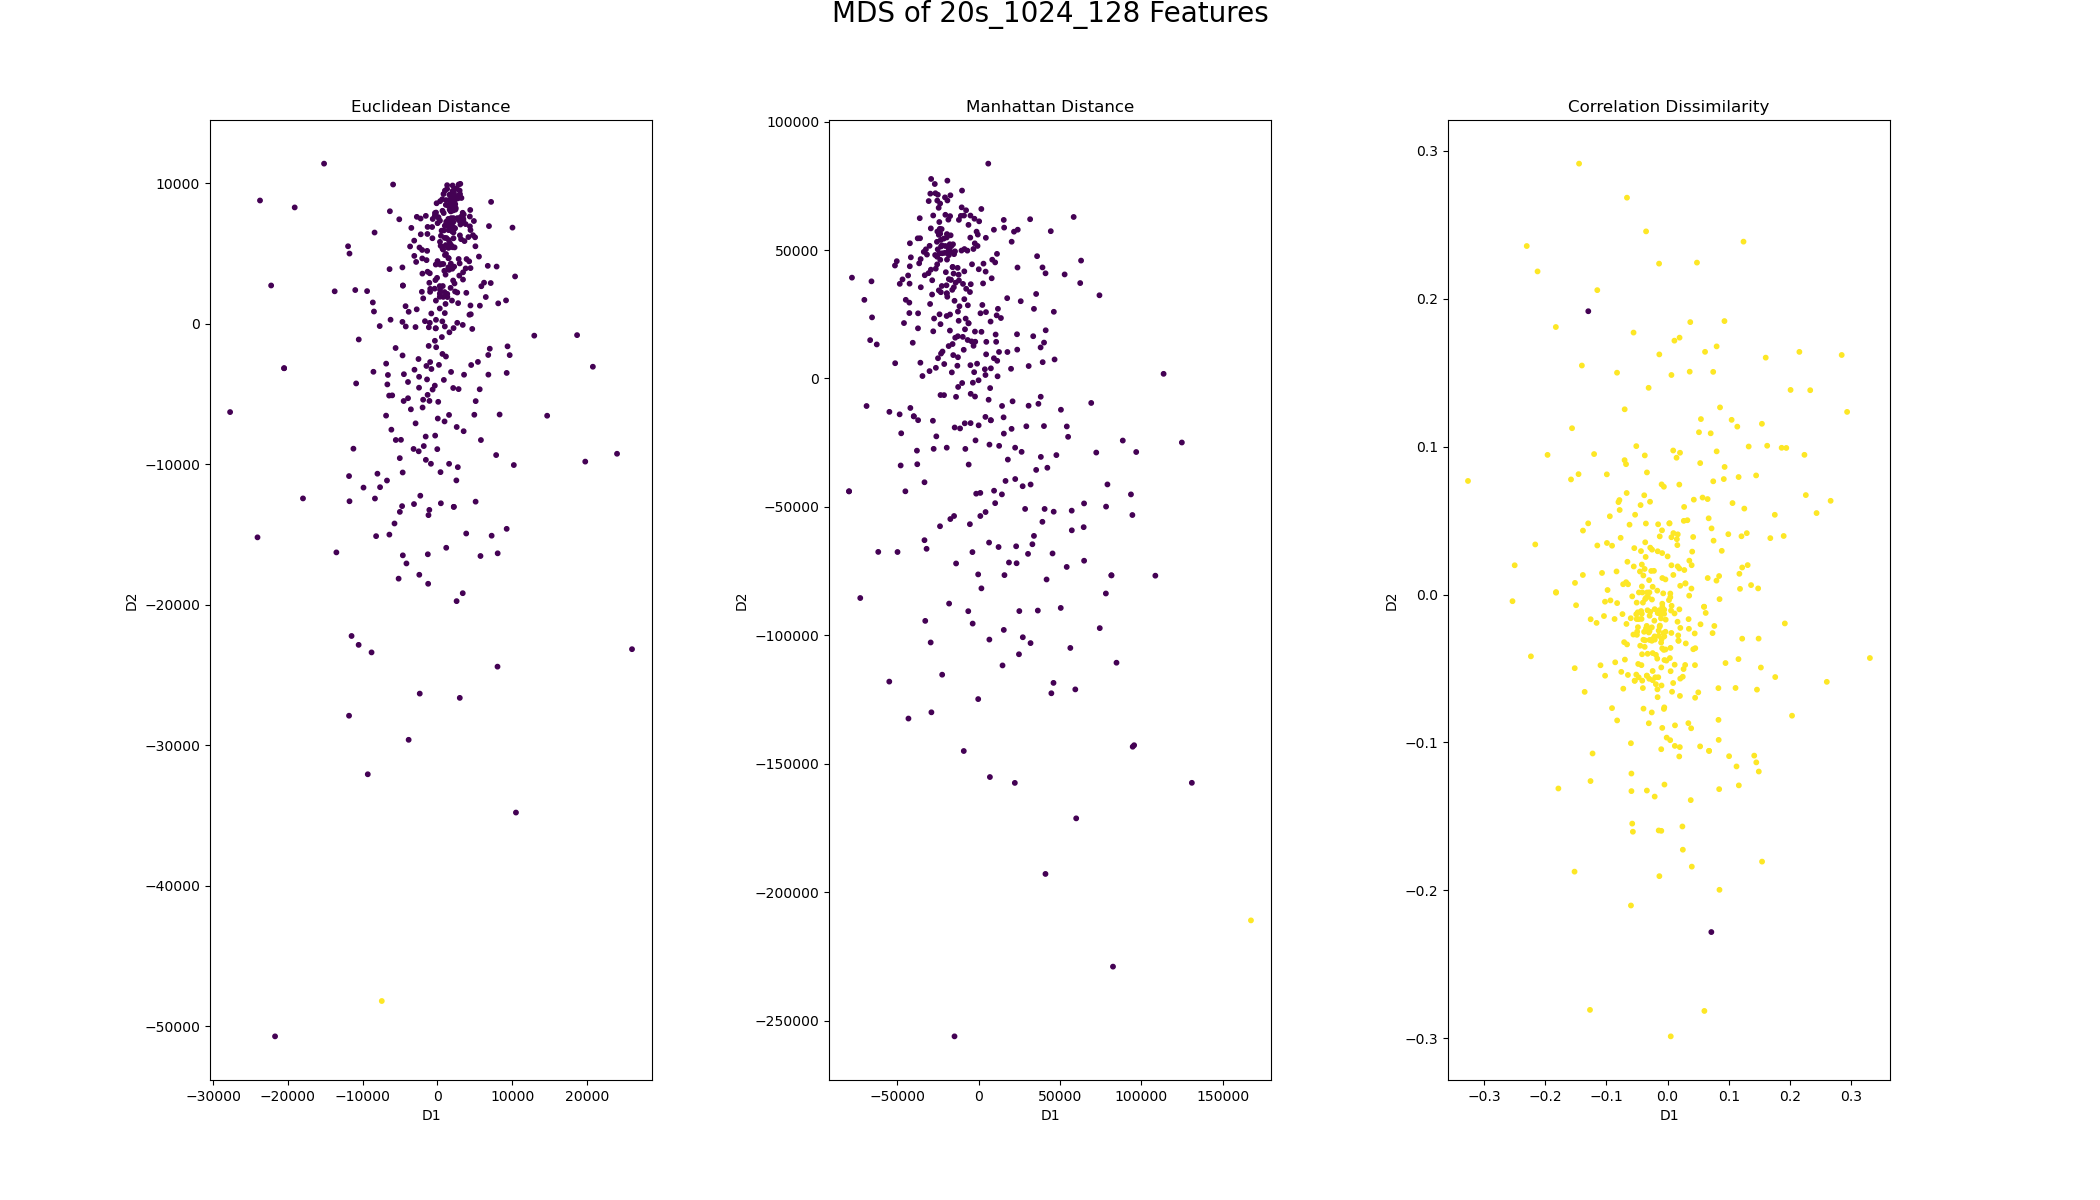 MDS of 20s_1024_128 Features
Euclidean Distance
10000
0
−10000
−20000
−30000
−40000
−50000
D2
−30000 −20000 −10000 0 10000 20000
D1
Manhattan Distance
100000
50000
0
−50000
−100000
−150000
−200000
−250000
D2
−50000 0 50000 100000 150000
D1
Correlation Dissimilarity
0.3
0.2
0.1
0.0
−0.1
−0.2
−0.3
D2
−0.3 −0.2 −0.1 0.0 0.1 0.2 0.3
D1